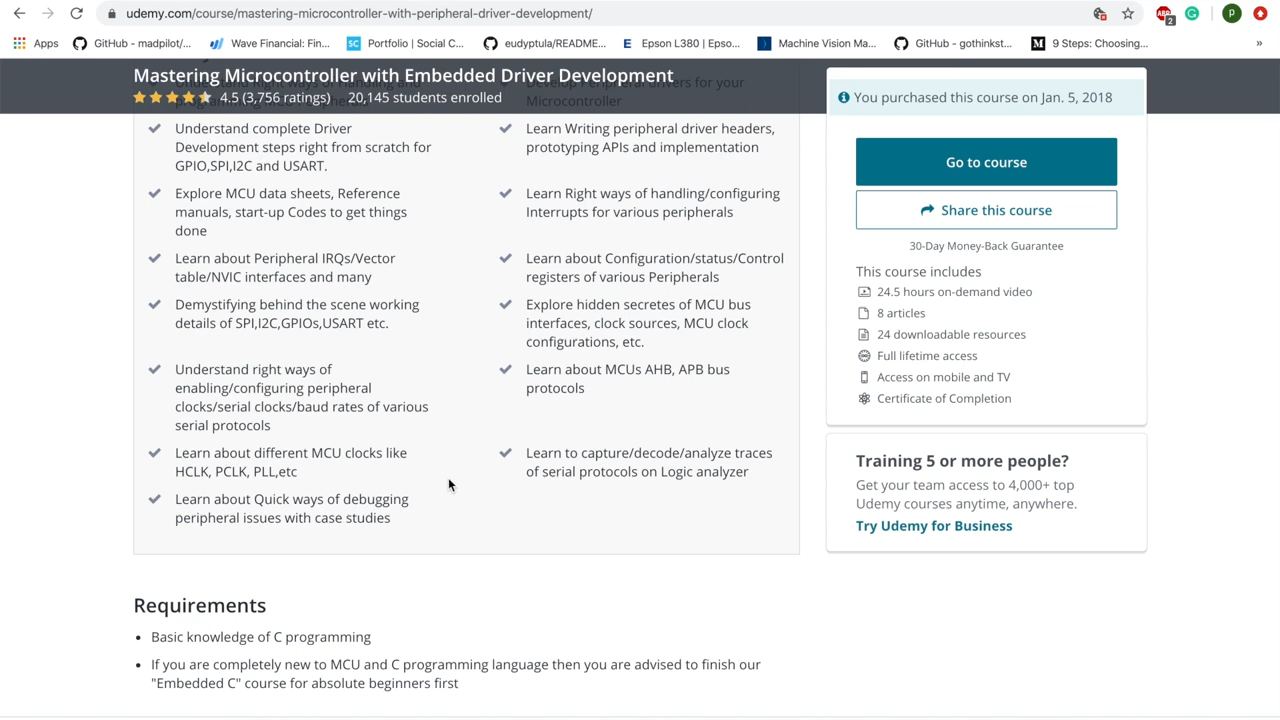 udemy.com/course/mastering-microcontroller-with-peripheral-driver-development/
ABP
2
G
P
Apps
GitHub - madpilot/...
Wave Financial: Fin...
SC
Portfolio | Social C...
eudyptula/README...
E
Epson L380 | Epso...
Machine Vision Ma...
GitHub - gothinkst...
M
9 Steps: Choosing...
»
Mastering Microcontroller with Embedded Driver Development
4.5 (3,756 ratings) 20,145 students enrolled
Develop Peripheral drivers for your
Microcontroller
Understand complete Driver
Development steps right from scratch for
GPIO,SPI,I2C and USART.
Learn Writing peripheral driver headers,
prototyping APIs and implementation
Explore MCU data sheets, Reference
manuals, start-up Codes to get things
done
Learn Right ways of handling/configuring
Interrupts for various peripherals
Learn about Peripheral IRQs/Vector
table/NVIC interfaces and many
Learn about Configuration/status/Control
registers of various Peripherals
Demystifying behind the scene working
details of SPI,I2C,GPIOs,USART etc.
Explore hidden secretes of MCU bus
interfaces, clock sources, MCU clock
configurations, etc.
Understand right ways of
enabling/configuring peripheral
clocks/serial clocks/baud rates of various
serial protocols
Learn about MCUs AHB, APB bus
protocols
Learn about different MCU clocks like
HCLK, PCLK, PLL,etc
Learn to capture/decode/analyze traces
of serial protocols on Logic analyzer
Learn about Quick ways of debugging
peripheral issues with case studies
Requirements
• Basic knowledge of C programming
• If you are completely new to MCU and C programming language then you are advised to finish our
"Embedded C" course for absolute beginners first
You purchased this course on Jan. 5, 2018
Go to course
Share this course
30-Day Money-Back Guarantee
This course includes
24.5 hours on-demand video
8 articles
24 downloadable resources
Full lifetime access
Access on mobile and TV
Certificate of Completion
Training 5 or more people?
Get your team access to 4,000+ top
Udemy courses anytime, anywhere.
Try Udemy for Business